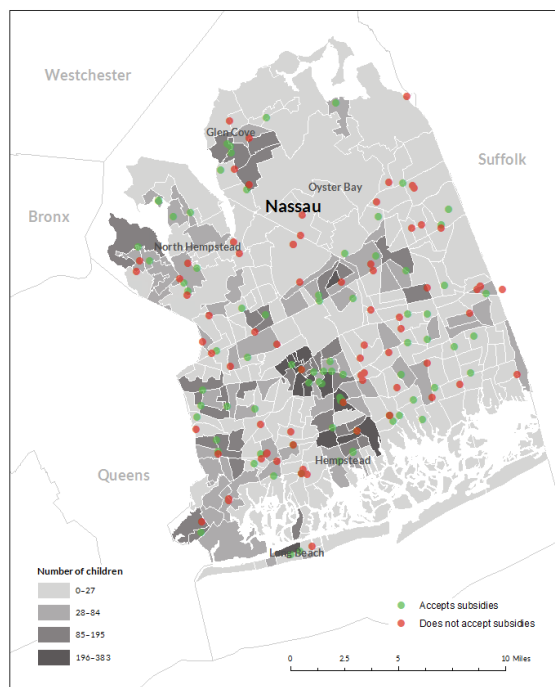 Westchester
Glen Cove
Suffolk
Oyster Bay
Nassau
Bronx
North Hempstead
Hempstead
Queens
Long Beach
Number of children
0–27
28–84
85–195
196–383
Accepts subsidies
Does not accept subsidies
0 2.5 5 10 Miles